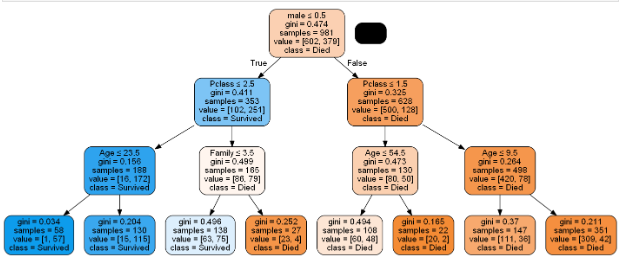 male ≤ 0.5
gini = 0.474
samples = 981
value = [602, 379]
class = Died
True
False
Pclass ≤ 2.5
gini = 0.411
samples = 353
value = [102, 251]
class = Survived
Pclass ≤ 1.5
gini = 0.325
samples = 628
value = [500, 128]
class = Died
Age ≤ 23.5
gini = 0.156
samples = 188
value = [16, 172]
class = Survived
Family ≤ 3.5
gini = 0.499
samples = 165
value = [86, 79]
class = Died
Age ≤ 54.5
gini = 0.473
samples = 130
value = [80, 50]
class = Died
Age ≤ 9.5
gini = 0.264
samples = 498
value = [420, 78]
class = Died
gini = 0.034
samples = 58
value = [1, 57]
class = Survived
gini = 0.204
samples = 130
value = [15, 115]
class = Survived
gini = 0.496
samples = 138
value = [63, 75]
class = Survived
gini = 0.252
samples = 27
value = [23, 4]
class = Died
gini = 0.494
samples = 108
value = [60, 48]
class = Died
gini = 0.165
samples = 22
value = [20, 2]
class = Died
gini = 0.37
samples = 147
value = [111, 36]
class = Died
gini = 0.211
samples = 351
value = [309, 42]
class = Died